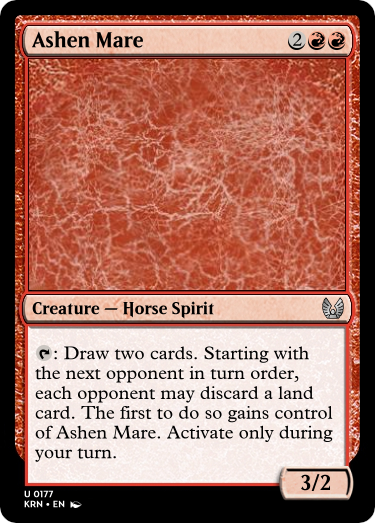 Ashen Mare 2
Creature — Horse Spirit
: Draw two cards. Starting with
the next opponent in turn order,
each opponent may discard a land
card. The first to do so gains control
of Ashen Mare. Activate only during
your turn.
3/2
U 0177
KRN • EN